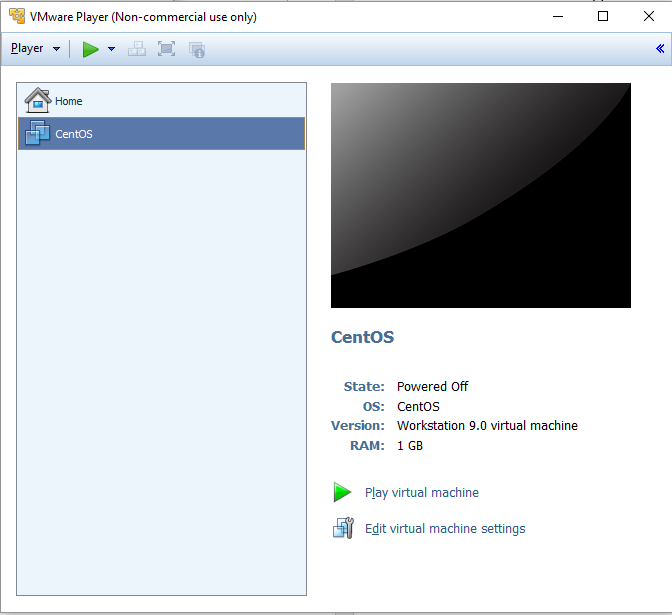 VMware Player (Non-commercial use only)
Player
Home
CentOS
CentOS
State: Powered Off
OS: CentOS
Version: Workstation 9.0 virtual machine
RAM: 1 GB
Play virtual machine
Edit virtual machine settings